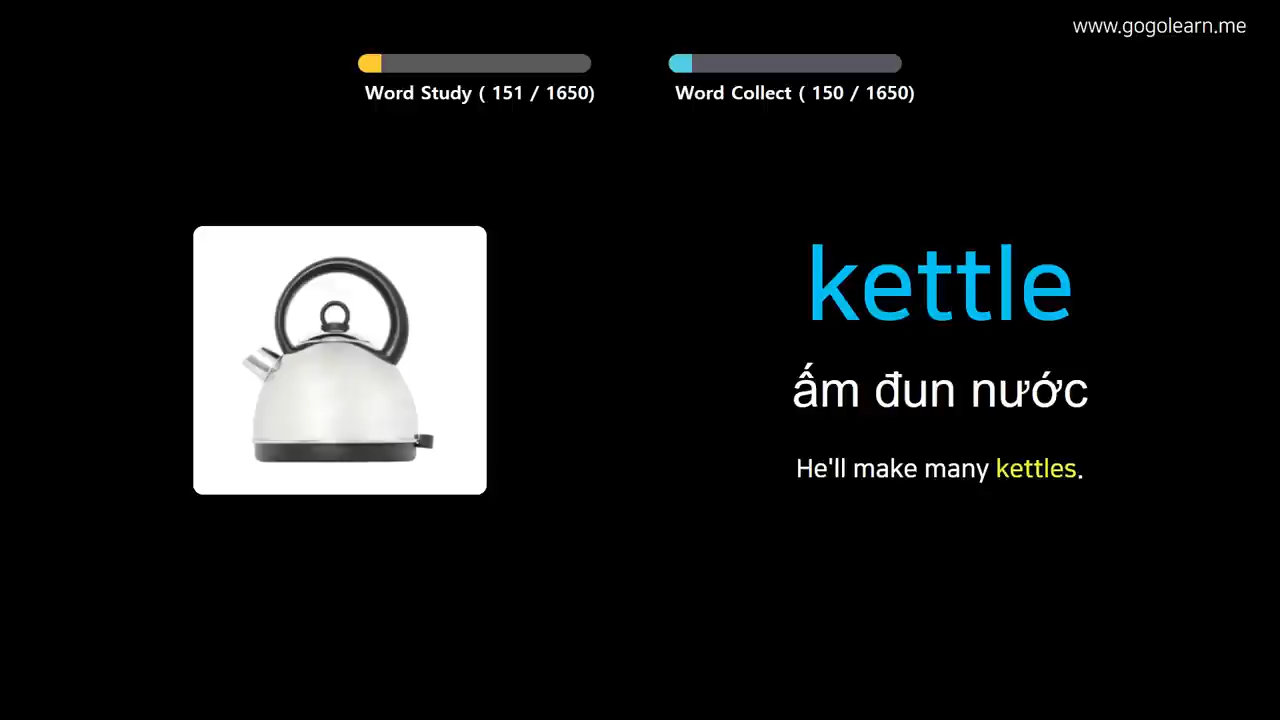 www.gogolearn.me
Word Study ( 151 / 1650)
Word Collect ( 150 / 1650)
kettle
ấm đun nước
He'll make many kettles.